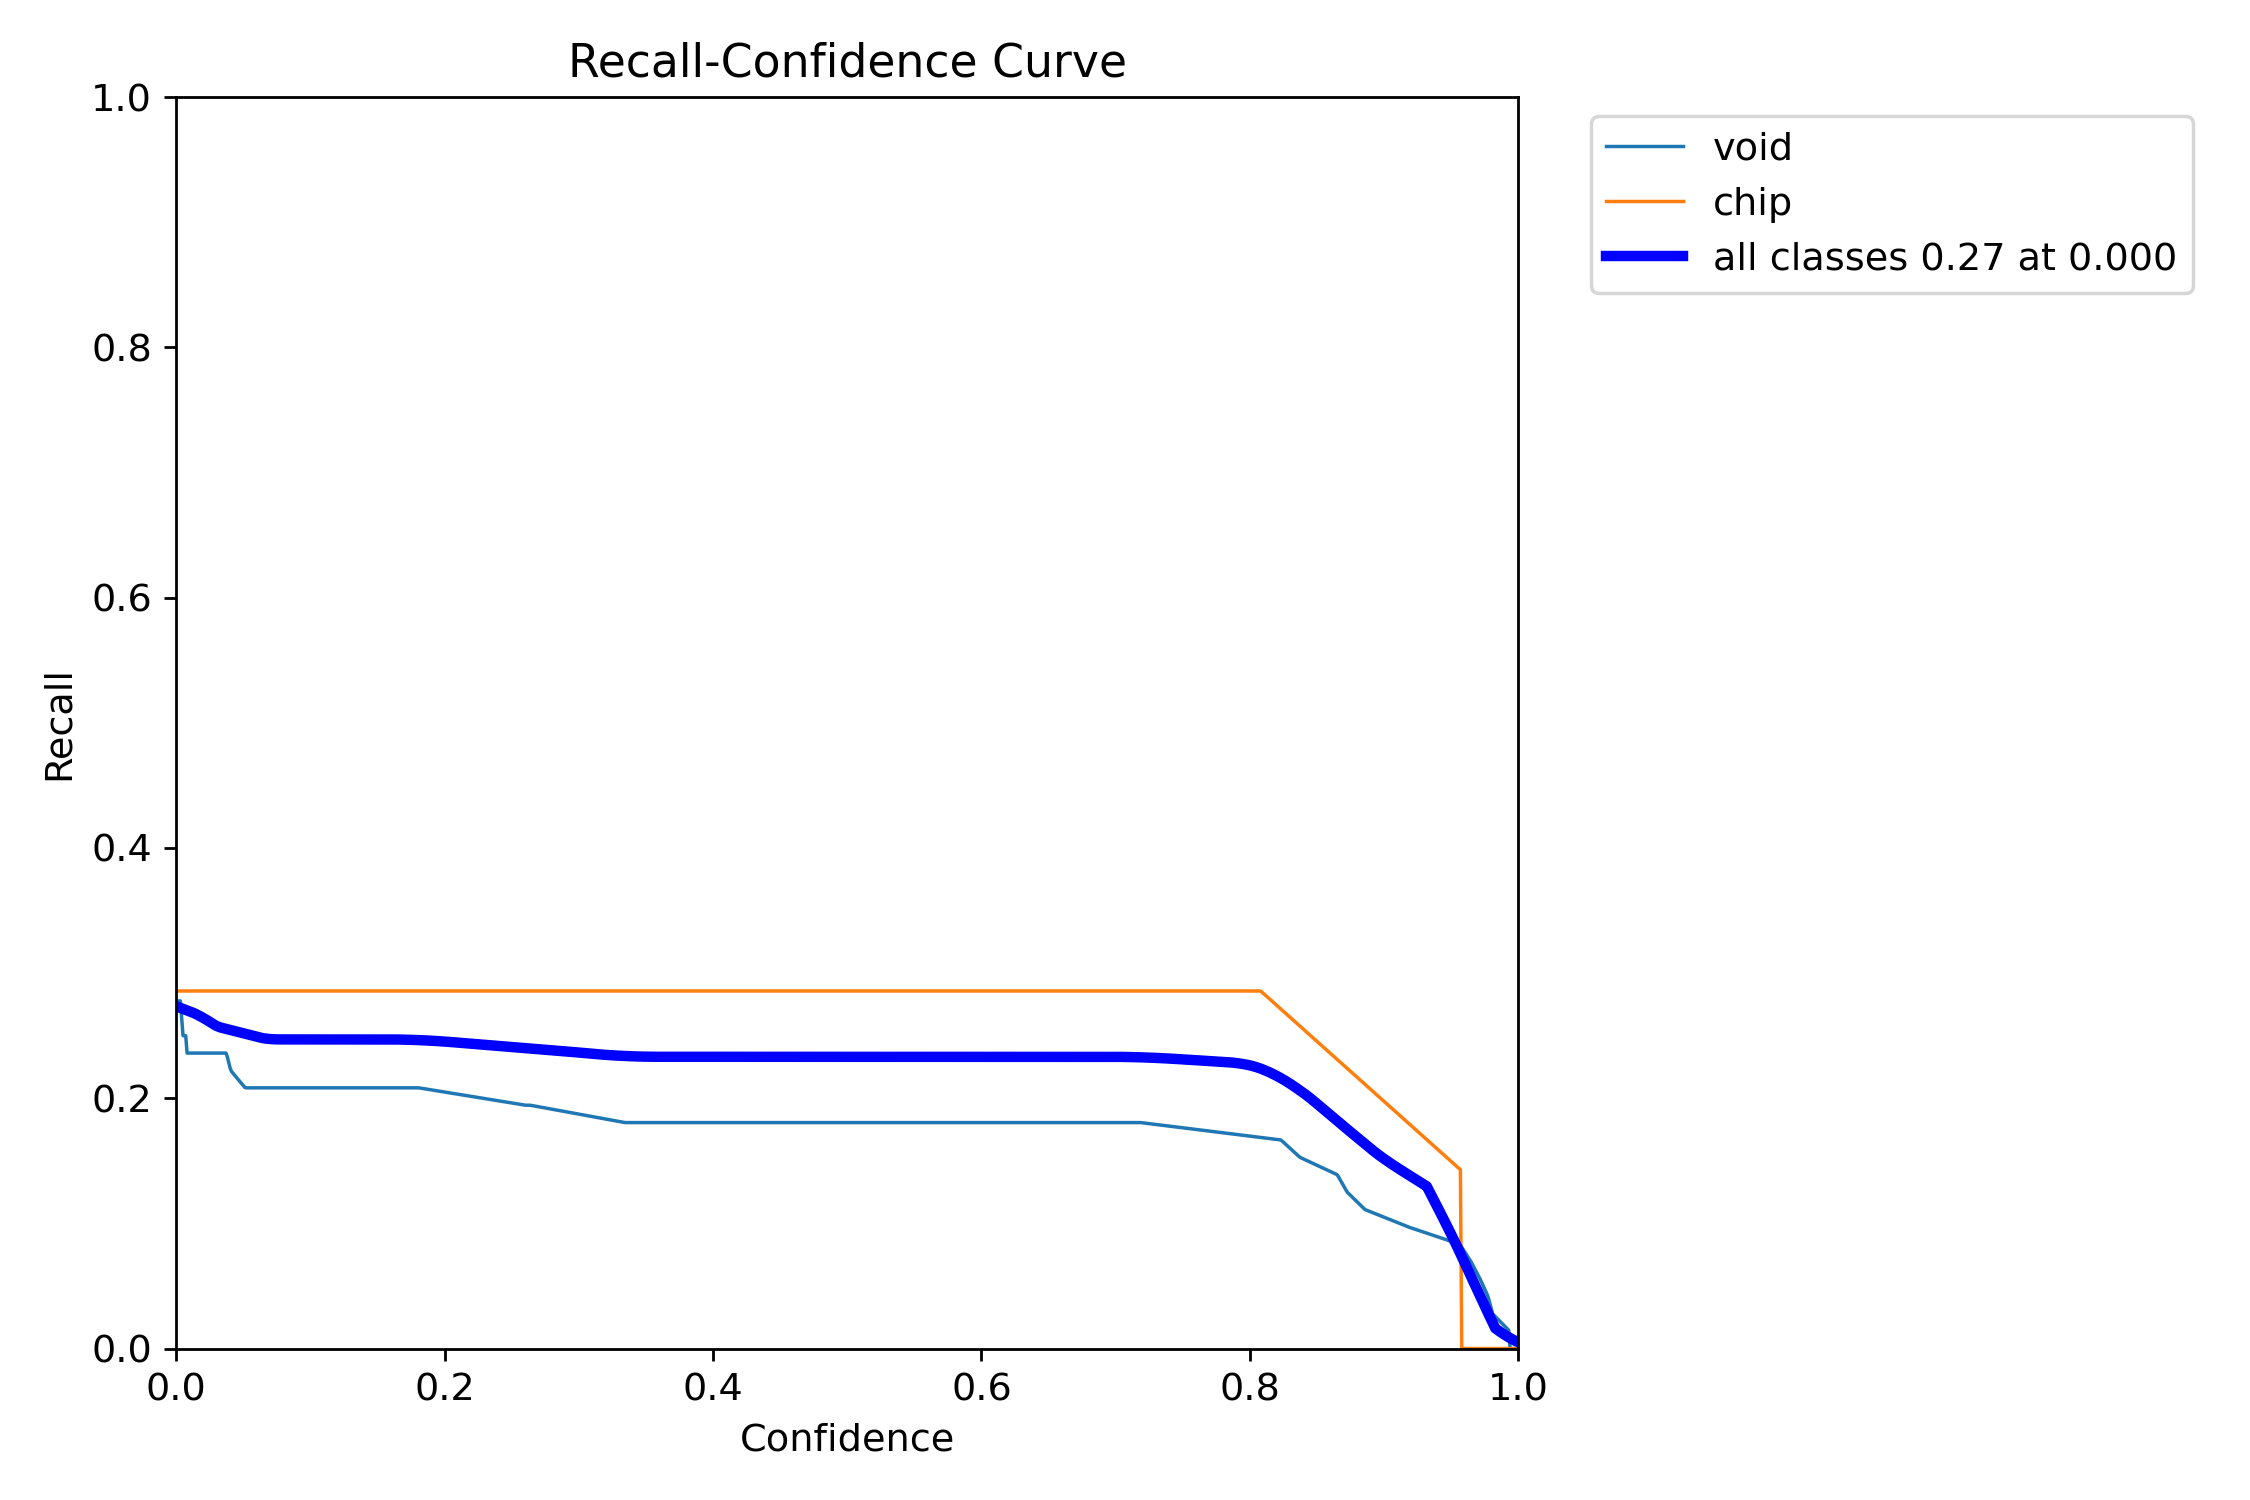 Recall-Confidence Curve
1.0
0.8
0.6
0.4
0.2
0.0
Recall
0.0 0.2 0.4 0.6 0.8 1.0
Confidence
void
chip
all classes 0.27 at 0.000